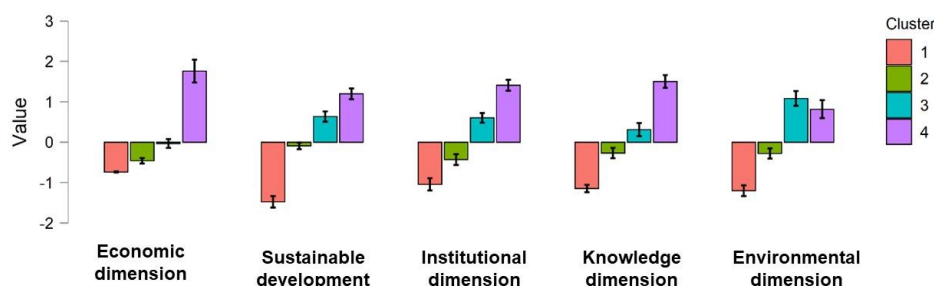 3
2
1
0
-1
-2
Value
Economic
dimension
Sustainable
development
Institutional
dimension
Knowledge
dimension
Environmental
dimension
Cluster
1
2
3
4